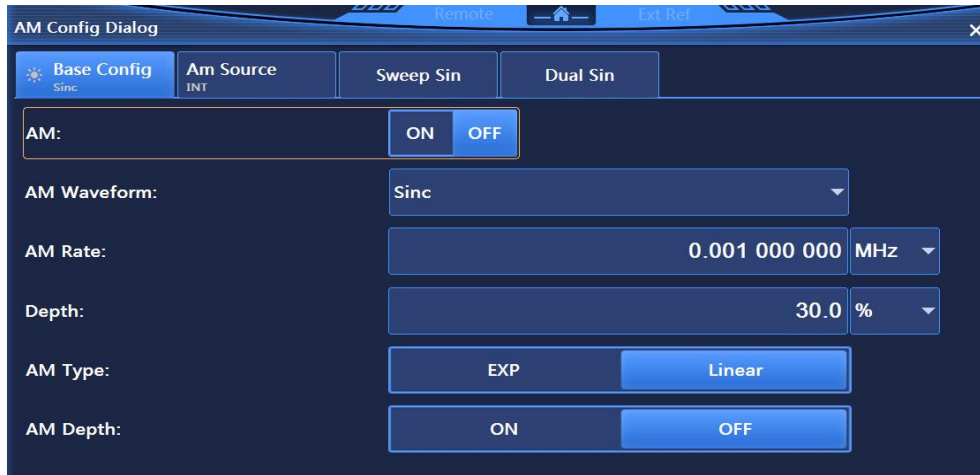 Remote Ext Ref
AM Config Dialog
Base Config Am Source Sweep Sin Dual Sin
Sinc INT
AM: ON OFF
AM Waveform: Sinc
AM Rate: 0.001 000 000 MHz
Depth: 30.0 %
AM Type: EXP Linear
AM Depth: ON OFF